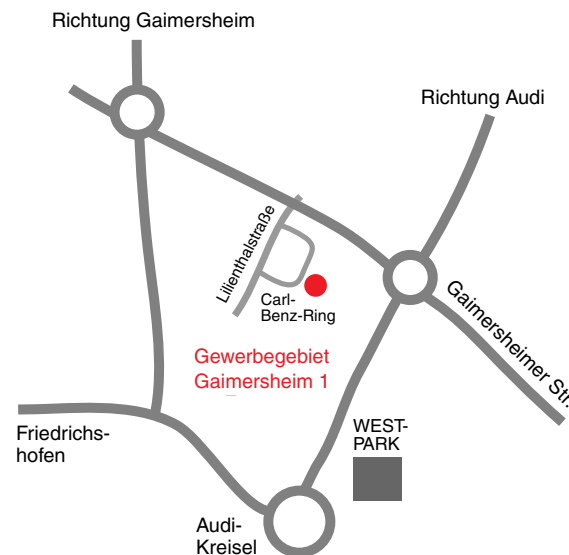 Richtung Gaimersheim
Richtung Audi
Lilienthalstraße
Carl-
Benz-Ring
Gaimersheimer Str.
Gewerbegebiet
Gaimersheim 1
Friedrichs-
hofen
WEST-
PARK
Audi-
Kreisel